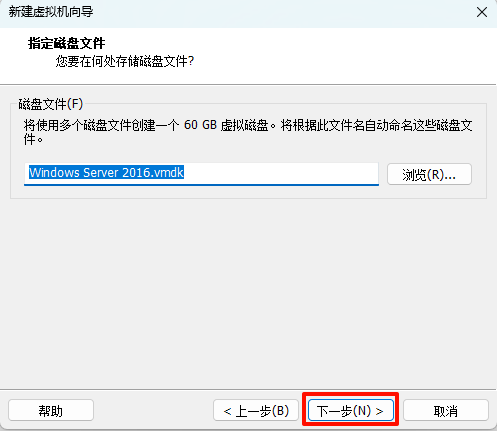 新建虚拟机向导
指定磁盘文件
您要在何处存储磁盘文件?
磁盘文件(F)
将使用多个磁盘文件创建一个 60 GB 虚拟磁盘。将根据此文件名自动命名这些磁盘文
件。
Windows Server 2016.vmdk
浏览(R)...
帮助
< 上一步(B)
下一步(N) >
取消